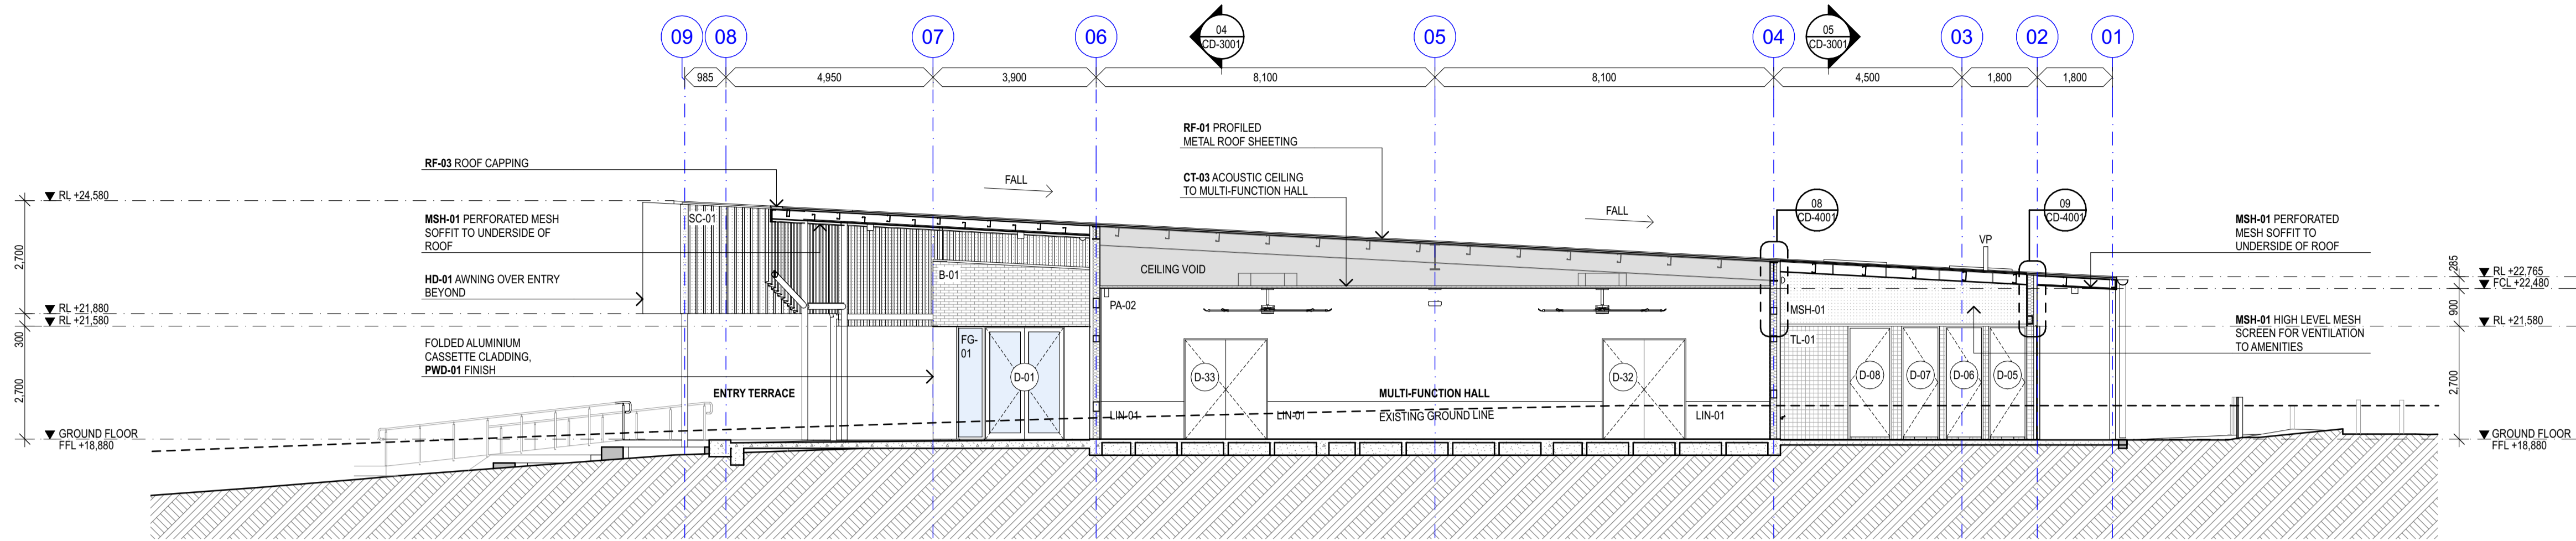 09
08
07
06
04
CD-3001
05
04
05
CD-3001
03
02
01
985
4,950
3,900
8,100
8,100
4,500
1,800
1,800
RF-01 PROFILED
METAL ROOF SHEETING
RF-03 ROOF CAPPING
CT-03 ACOUSTIC CEILING
TO MULTI-FUNCTION HALL
FALL
FALL
RL +24,580
MSH-01 PERFORATED MESH
SOFFIT TO UNDERSIDE OF
ROOF
HD-01 AWNING OVER ENTRY
BEYOND
RL +21,880
RL +21,580
FOLDED ALUMINIUM
CASSETTE CLADDING,
PWD-01 FINISH
GROUND FLOOR
FFL +18,880
2,700
300
2,700
SC-01
B-01
FG-
01
D-01
ENTRY TERRACE
CEILING VOID
PA-02
D-33
D-32
MULTI-FUNCTION HALL
EXISTING GROUND LINE
LIN-01
LIN-01
LIN-01
08
CD-4001
09
CD-4001
VP
D
MSH-01
TL-01
D-08
D-07
D-06
D-05
MSH-01 PERFORATED
MESH SOFFIT TO
UNDERSIDE OF ROOF
MSH-01 HIGH LEVEL MESH
SCREEN FOR VENTILATION
TO AMENITIES
285
900
2,700
RL +22,765
FCL +22,480
RL +21,580
GROUND FLOOR
FFL +18,880